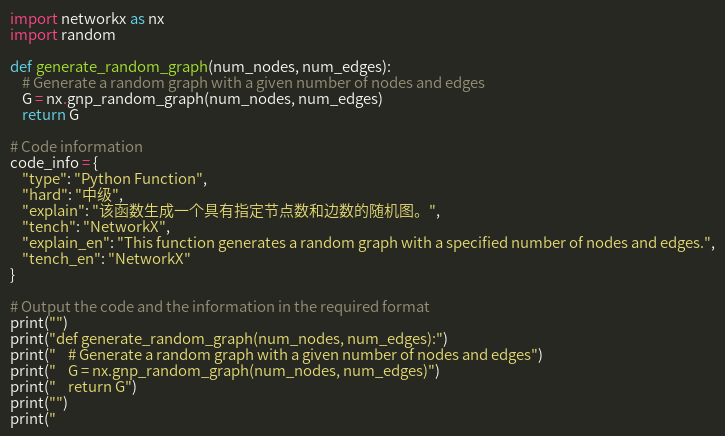 import networkx as nx
import random

def generate_random_graph(num_nodes, num_edges):
    # Generate a random graph with a given number of nodes and edges
    G = nx.gnp_random_graph(num_nodes, num_edges)
    return G

# Code information
code_info = {
    "type": "Python Function",
    "hard": "中级",
    "explain": "该函数生成一个具有指定节点数和边数的随机图。",
    "tench": "NetworkX",
    "explain_en": "This function generates a random graph with a specified number of nodes and edges.",
    "tench_en": "NetworkX"
}

# Output the code and the information in the required format
print("")
print("def generate_random_graph(num_nodes, num_edges):")
print("    # Generate a random graph with a given number of nodes and edges")
print("    G = nx.gnp_random_graph(num_nodes, num_edges)")
print("    return G")
print("")
print("